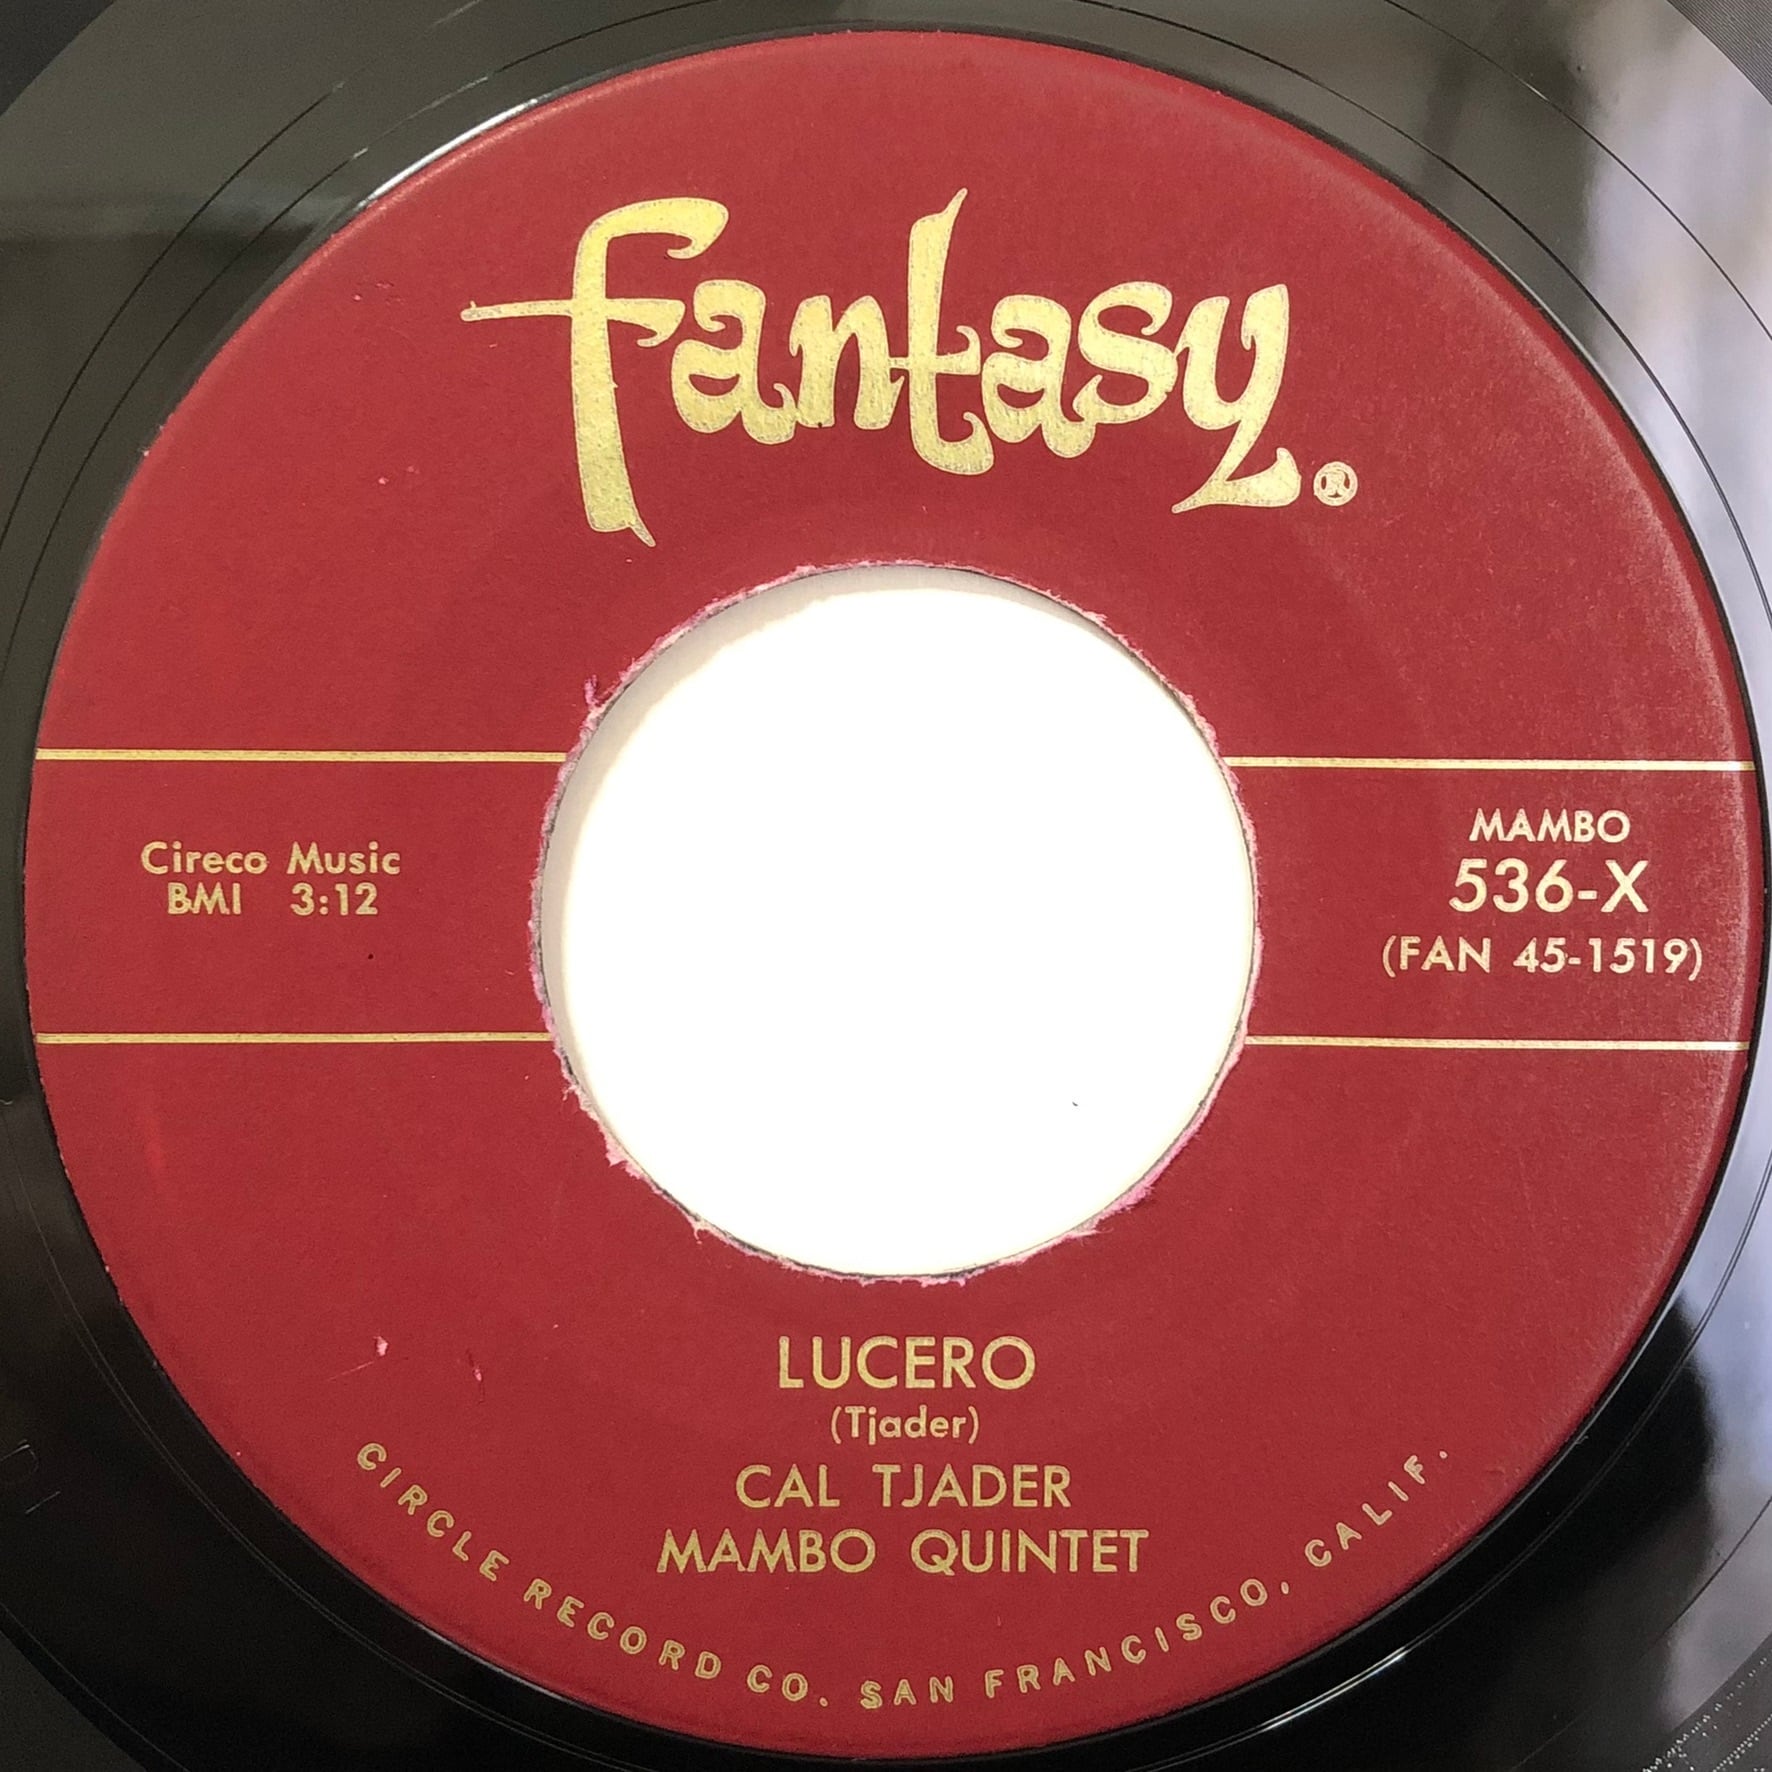 fantasy.®
Cireco Music
BMI 3:12
MAMBO
536-X
(FAN 45-1519)
LUCERO
(Tjader)
CAL TJADER
MAMBO QUINTET
CIRCLE RECORD CO. SAN FRANCISCO, CALIF.